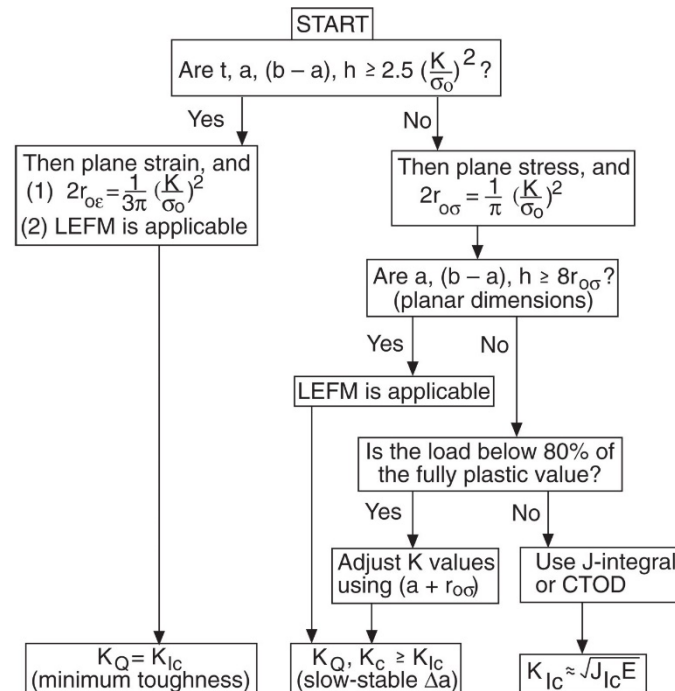 START
Are t, a, (b – a), h ≥ 2.5 (K/σo)² ?
Yes
No
Then plane strain, and
(1) 2roε = 1/3π (K/σo)²
(2) LEFM is applicable
Then plane stress, and
2roσ = 1/π (K/σo)²
Are a, (b – a), h ≥ 8roσ?
(planar dimensions)
Yes
No
LEFM is applicable
Is the load below 80% of
the fully plastic value?
Yes
No
Adjust K values
using (a + roσ)
Use J-integral
or CTOD
KQ = KIc
(minimum toughness)
KQ, Kc ≥ KIc
(slow-stable Δa)
KIc ≈ √JIcE